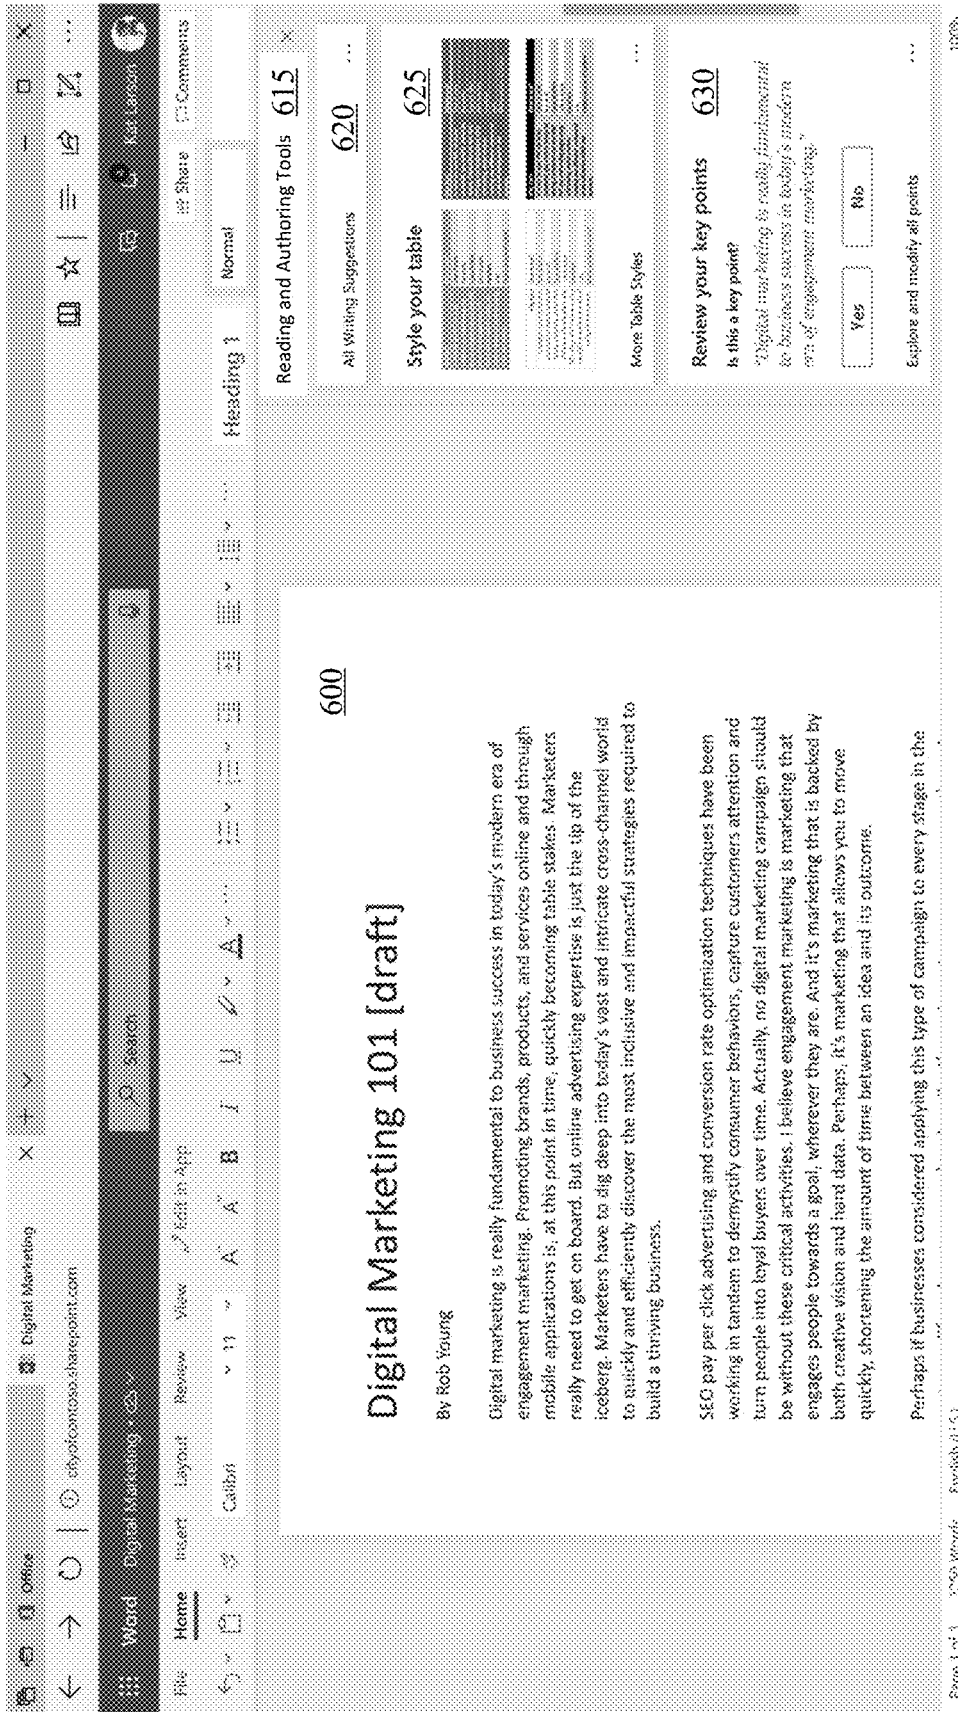 Office
Digital Marketing
cityofcontoso.sharepoint.com
Word
Digital Marketing
Search
Kat Larson
File
Home
Insert
Layout
Review
View
Edit in App
Share
Comments
Calibri
11
A
A
B
I
U
A
Heading 1
Normal
600
Digital Marketing 101 [draft]
By Rob Young
Digital marketing is really fundamental to business success in today's modern era of
engagement marketing. Promoting brands, products, and services online and through
mobile applications is, at this point in time, quickly becoming table stakes. Marketers
really need to get on board. But online advertising expertise is just the tip of the
iceberg. Marketers have to dig deep into today's vast and intricate cross-channel world
to quickly and efficiently discover the most inclusive and impactful strategies required to
build a thriving business.
SEO pay per click advertising and conversion rate optimization techniques have been
working in tandem to demystify consumer behaviors, capture customers attention and
turn people into loyal buyers over time. Actually, no digital marketing campaign should
be without these critical activities. I believe engagement marketing is marketing that
engages people towards a goal, wherever they are. And it's marketing that is backed by
both creative vision and hard data. Perhaps, it's marketing that allows you to move
quickly, shortening the amount of time between an idea and its outcome.
Perhaps if businesses considered applying this type of campaign to every stage in the
Reading and Authoring Tools 615
620
All Writing Suggestions
Style your table 625
More Table Styles
Review your key points 630
Is this a key point?
"Digital marketing is really fundamental
to business success in today's modern
era of engagement marketing."
Yes
No
Explore and modify all points